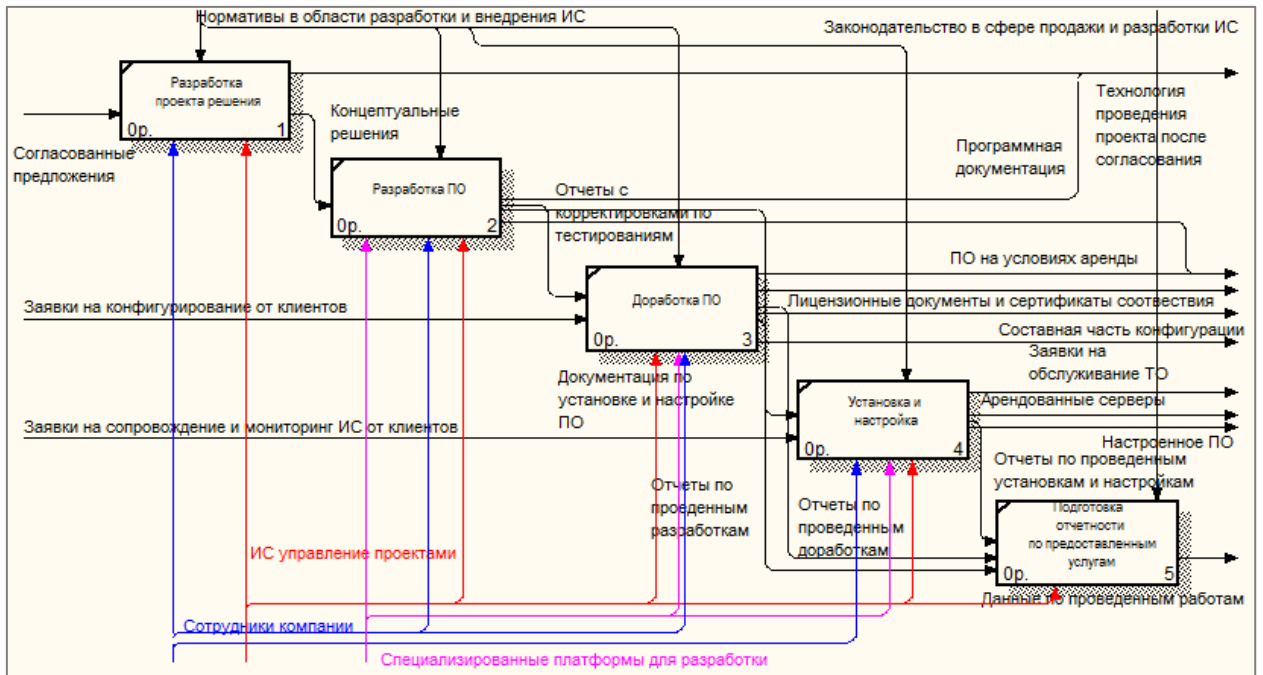 Нормативы в области разработки и внедрения ИС
Законодательство в сфере продажи и разработки ИС
Разработка
проекта решения
0р. 1
Согласованные
предложения
Концептуальные
решения
Технология
проведения
проекта после
согласования
Программная
документация
Разработка ПО
0р. 2
Отчеты с
корректировками по
тестированиям
ПО на условиях аренды
Заявки на конфигурирование от клиентов
Доработка ПО
0р. 3
Лицензионные документы и сертификаты соотвествия
Составная часть конфигурации
Заявки на
обслуживание ТО
Документация по
установке и настройке
ПО
Установка и
настройка
0р. 4
Арендованные серверы
Заявки на сопровождение и мониторинг ИС от клиентов
Настроенное ПО
Отчеты по проведенным
установкам и настройкам
Отчеты по
проведенным
разработкам
Отчеты по
проведенным
доработкам
Подготовка
отчетности
по предоставленным
услугам
0р. 5
ИС управление проектами
Данные по проведенным работам
Сотрудники компании
Специализированные платформы для разработки